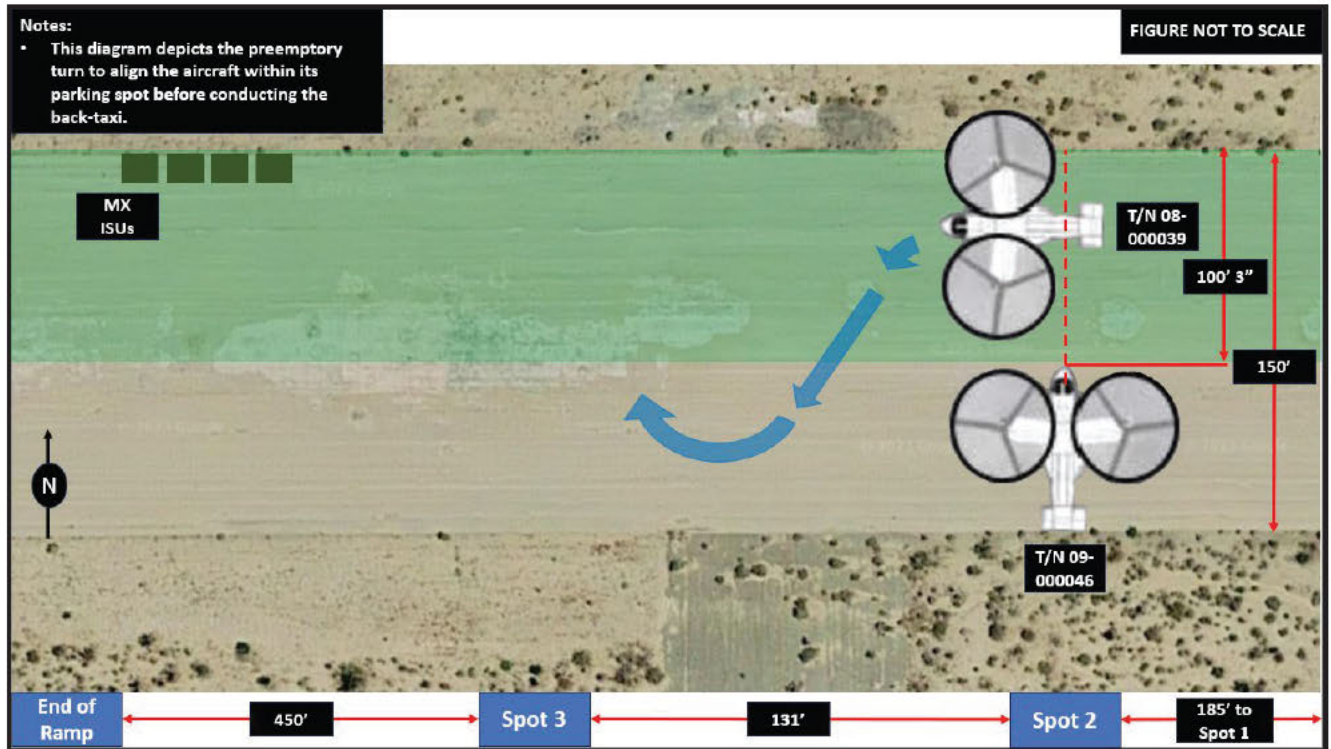 Notes:
• This diagram depicts the preemptory
turn to align the aircraft within its
parking spot before conducting the
back-taxi.
FIGURE NOT TO SCALE
MX
ISUs
T/N 08-
000039
100' 3"
150'
N
T/N 09-
000046
End of
Ramp
450'
Spot 3
131'
Spot 2
185' to
Spot 1